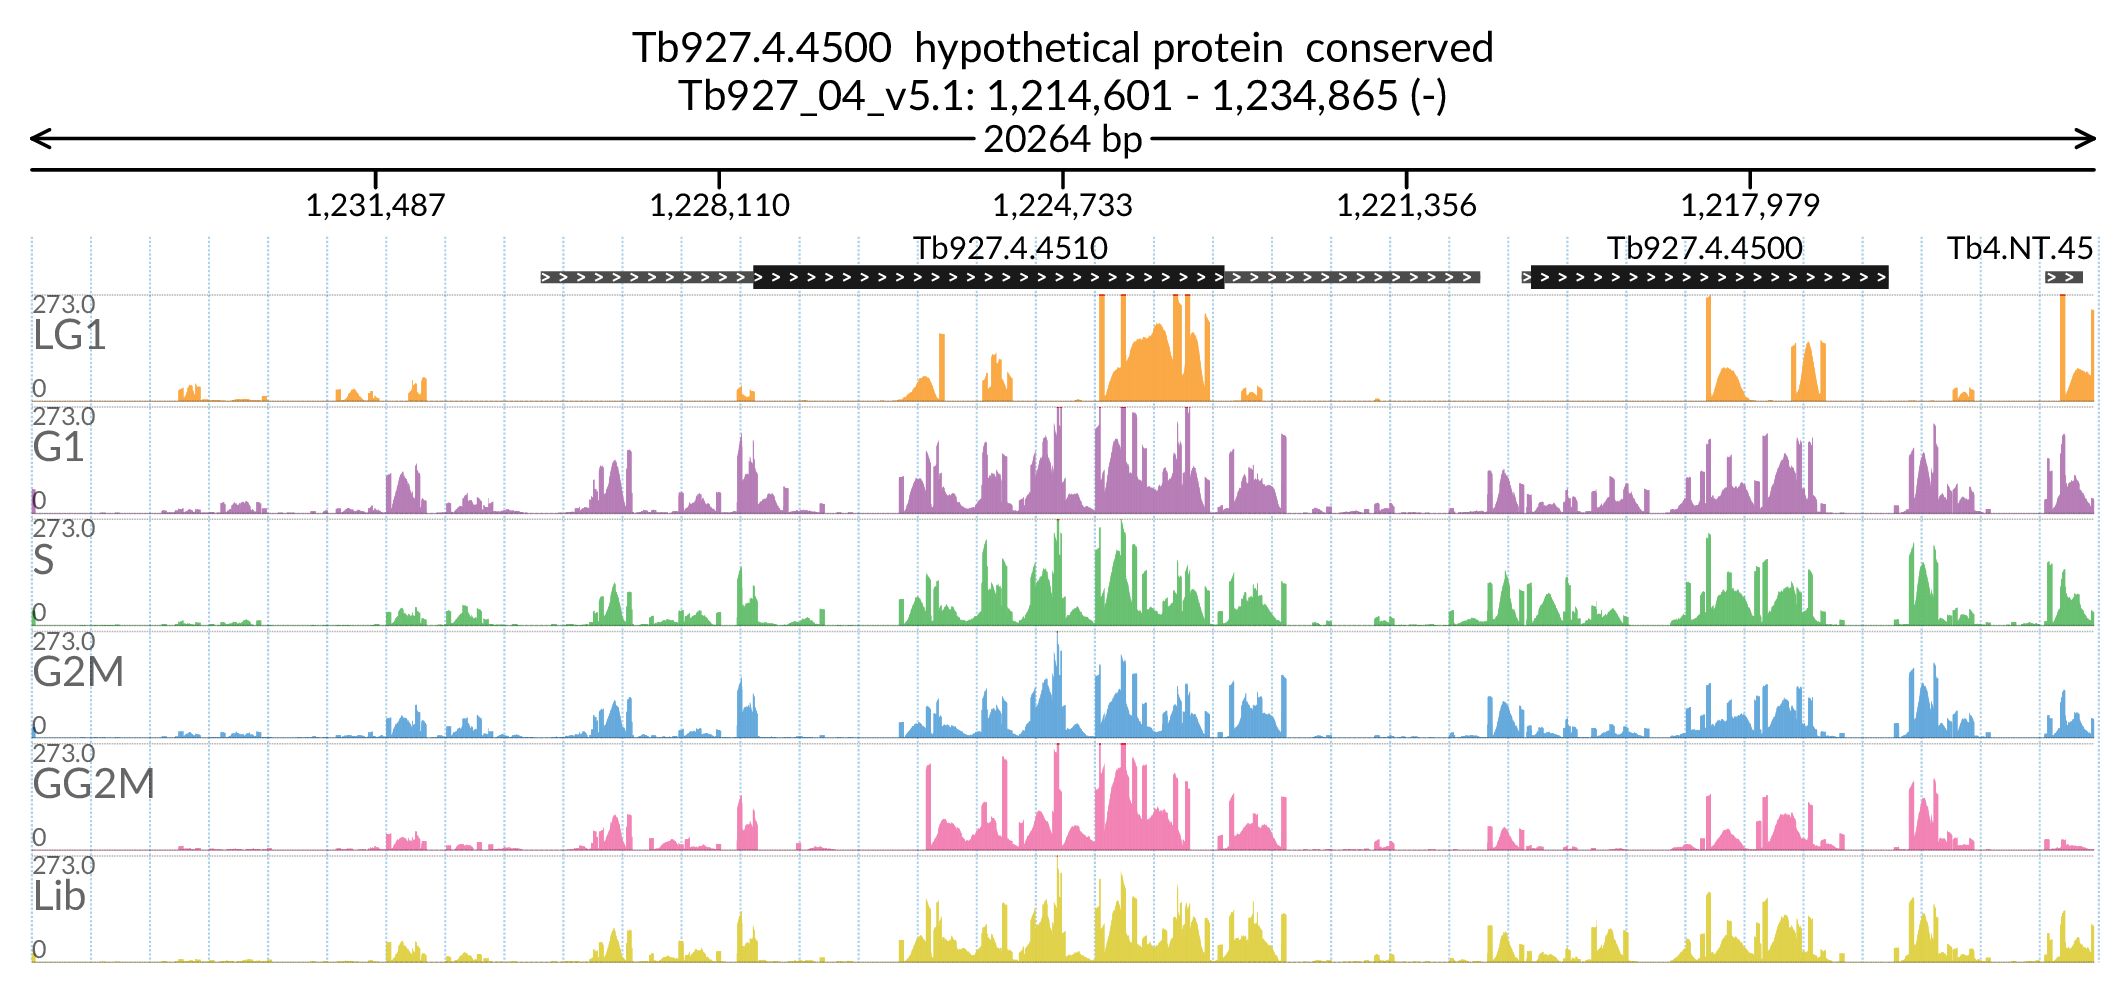 Tb927.4.4500 hypothetical protein conserved
Tb927_04_v5.1: 1,214,601 - 1,234,865 (-)
20264 bp
1,231,487 1,228,110 1,224,733 1,221,356 1,217,979
Tb927.4.4510 Tb927.4.4500 Tb4.NT.45
273.0
LG1
0
273.0
G1
0
273.0
S
0
273.0
G2M
0
273.0
GG2M
0
273.0
Lib
0